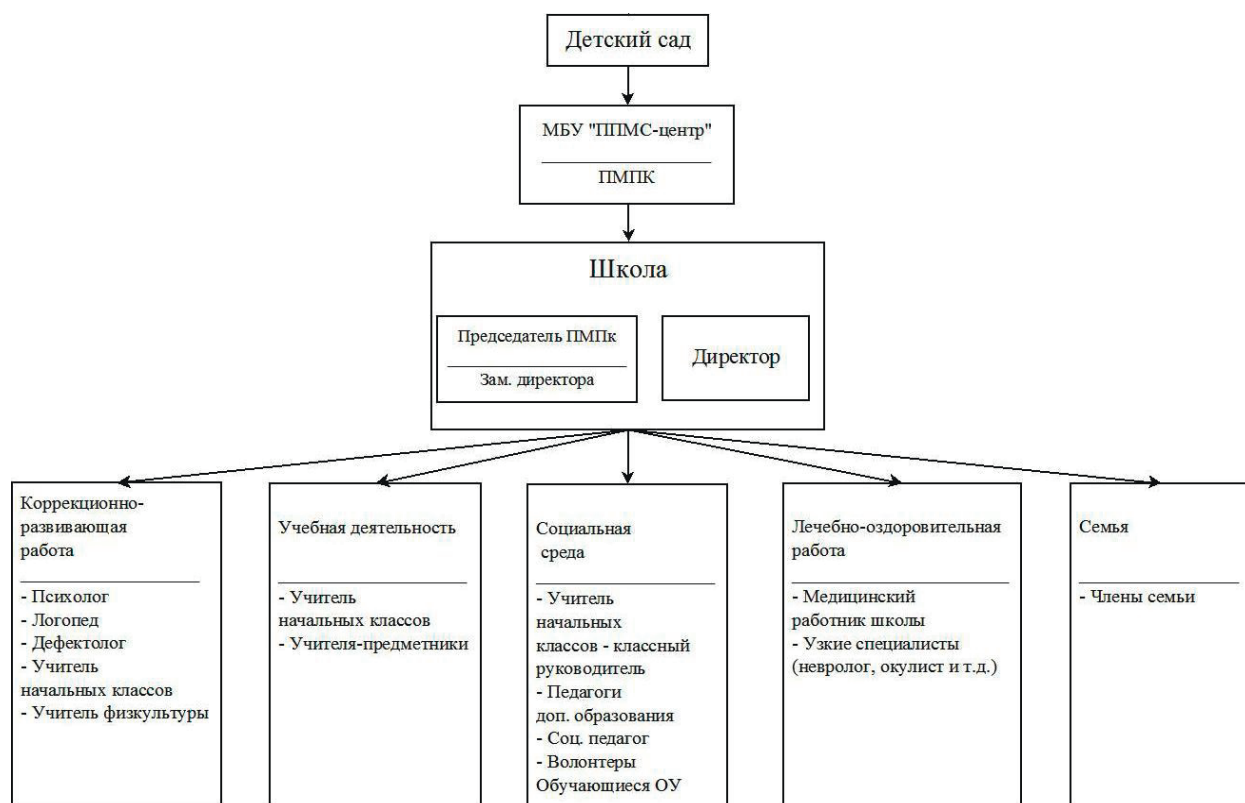 Детский сад
МБУ "ППМС-центр"
ПМПК
Школа
Председатель ПМПк
Зам. директора
Директор
Коррекционно-
развивающая
работа
- Психолог
- Логопед
- Дефектолог
- Учитель
начальных классов
- Учитель физкультуры
Учебная деятельность
- Учитель
начальных классов
- Учителя-предметники
Социальная
среда
- Учитель
начальных
классов - классный
руководитель
- Педагоги
доп. образования
- Соц. педагог
- Волонтеры
Обучающиеся ОУ
Лечебно-оздоровительная
работа
- Медицинский
работник школы
- Узкие специалисты
(невролог, окулист и т.д.)
Семья
- Члены семьи